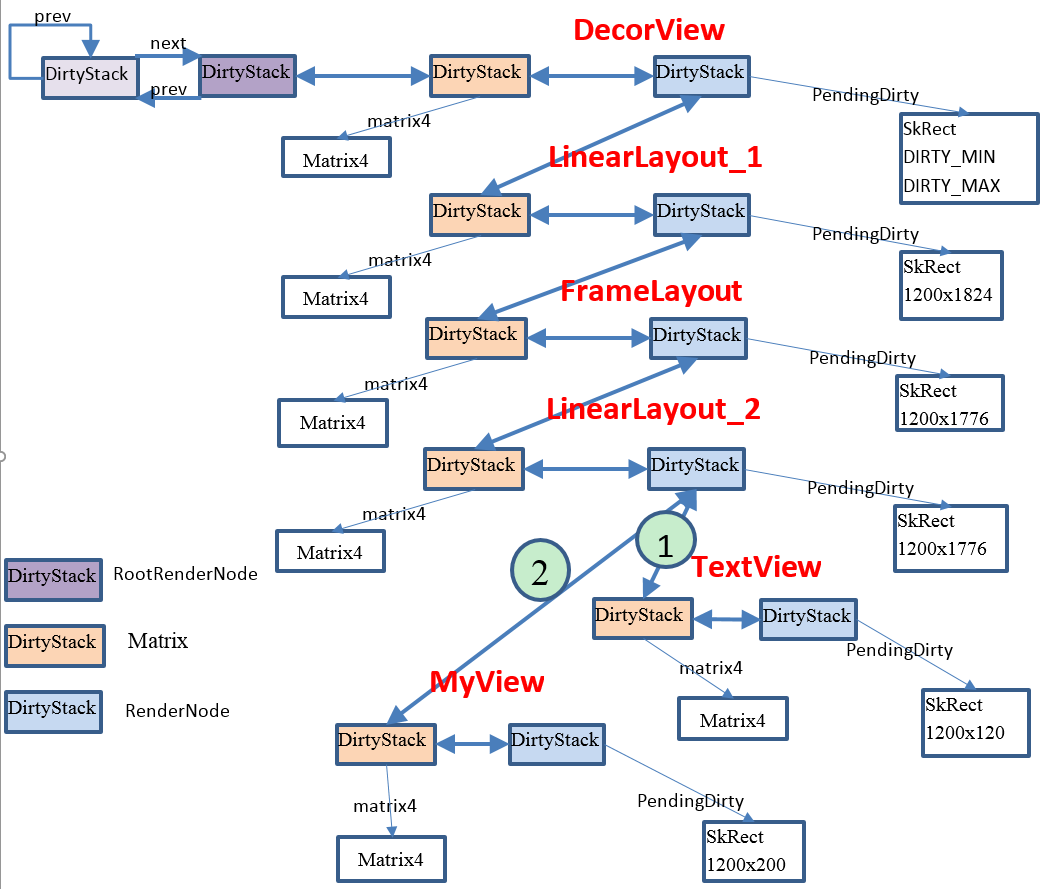 prev
DecorView
next
DirtyStack
DirtyStack
DirtyStack
DirtyStack
prev
PendingDirty
matrix4
SkRect
DIRTY_MIN
DIRTY_MAX
Matrix4
LinearLayout_1
DirtyStack
DirtyStack
PendingDirty
matrix4
SkRect
1200x1824
Matrix4
FrameLayout
DirtyStack
DirtyStack
PendingDirty
matrix4
SkRect
1200x1776
Matrix4
LinearLayout_2
DirtyStack
DirtyStack
PendingDirty
matrix4
SkRect
1200x1776
Matrix4
1
2
TextView
DirtyStack
DirtyStack
PendingDirty
matrix4
SkRect
1200x120
Matrix4
MyView
DirtyStack
DirtyStack
PendingDirty
matrix4
SkRect
1200x200
Matrix4
DirtyStack
RootRenderNode
DirtyStack
Matrix
DirtyStack
RenderNode